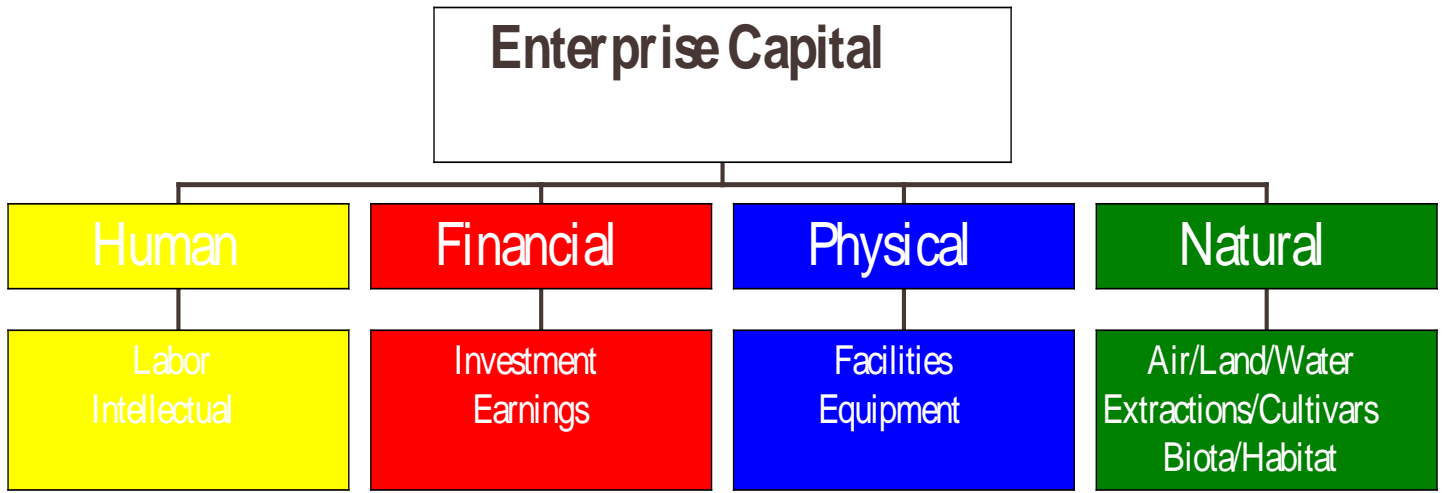 Enterprise Capital
Human
Financial
Physical
Natural
Labor
Intellectual
Investment
Earnings
Facilities
Equipment
Air/Land/Water
Extractions/Cultivars
Biota/Habitat